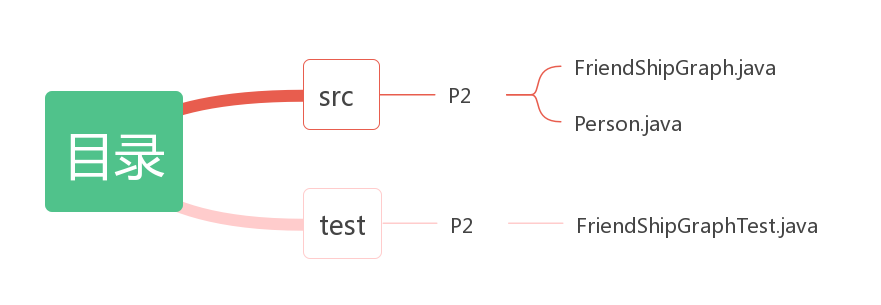 目录
src
P2
FriendShipGraph.java
Person.java
test
P2
FriendShipGraphTest.java